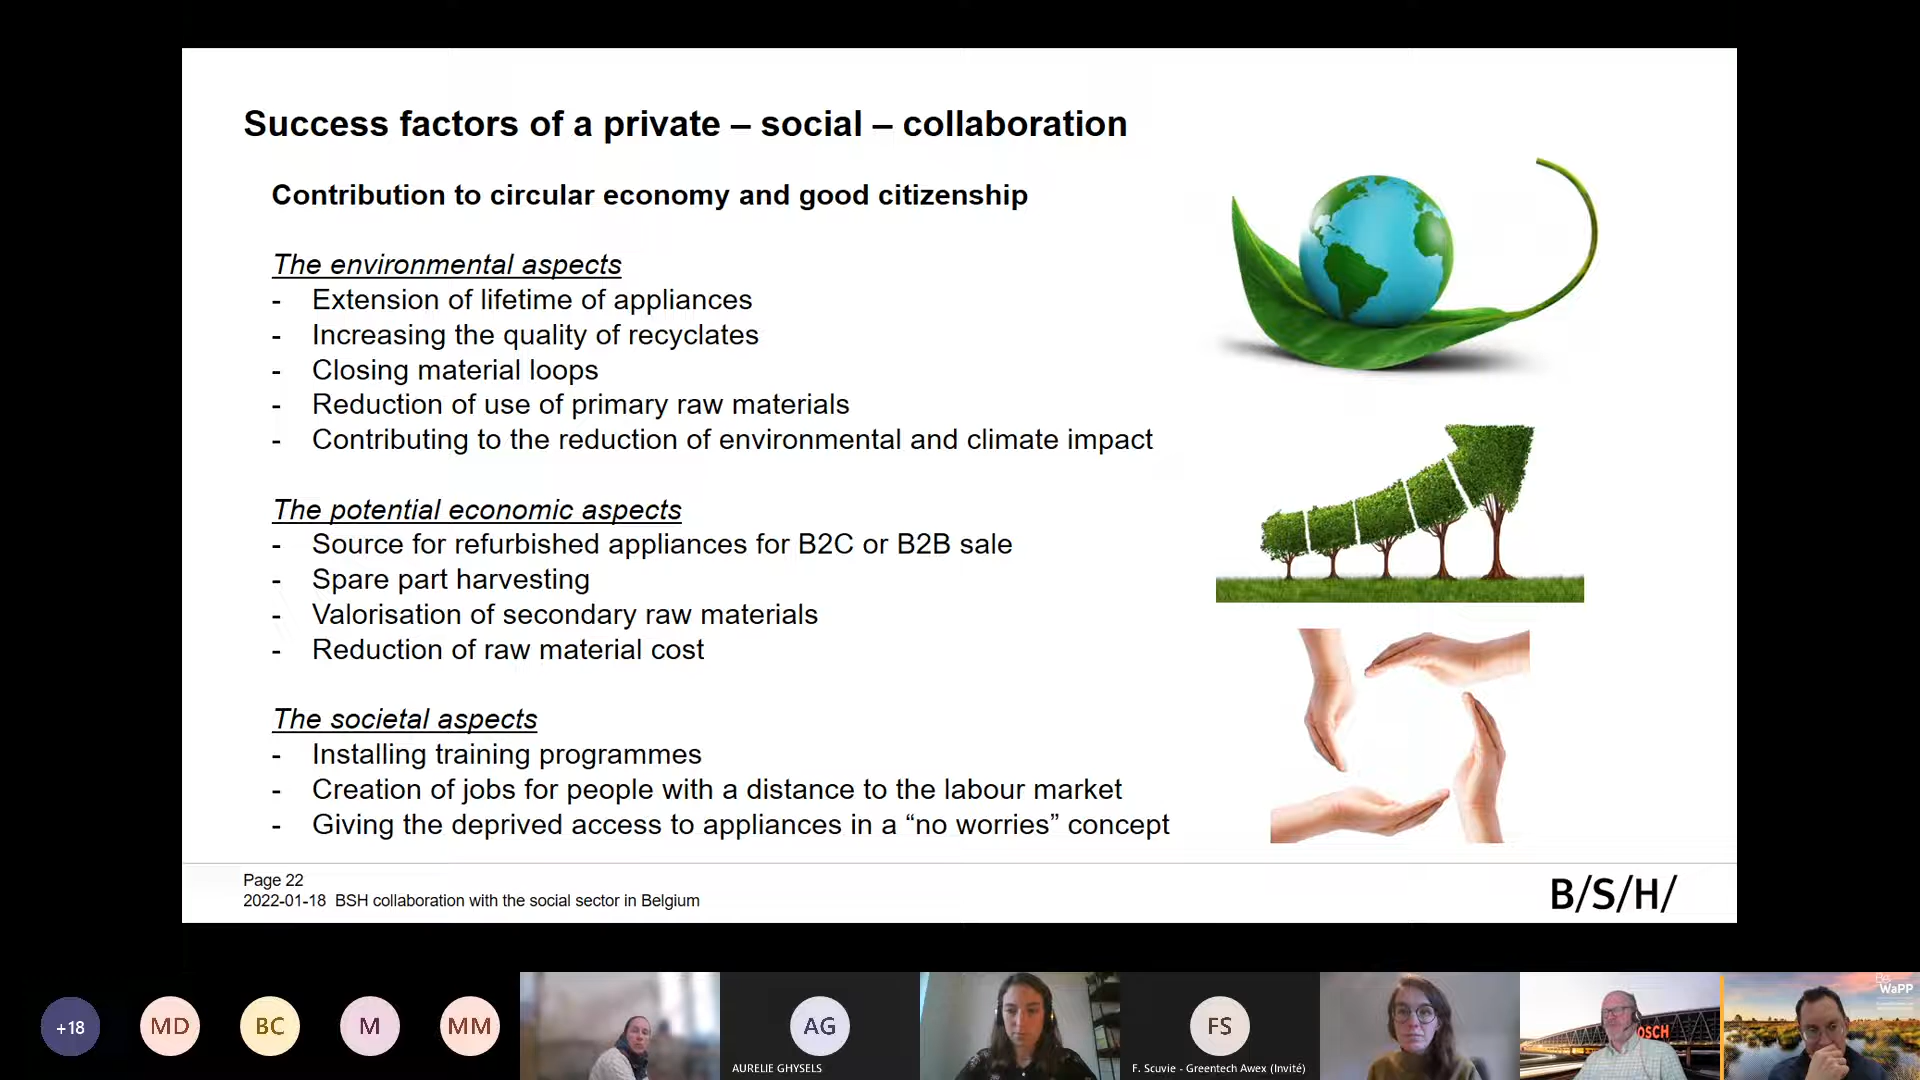 Success factors of a private – social – collaboration
Contribution to circular economy and good citizenship
The environmental aspects
- Extension of lifetime of appliances
- Increasing the quality of recyclates
- Closing material loops
- Reduction of use of primary raw materials
- Contributing to the reduction of environmental and climate impact
The potential economic aspects
- Source for refurbished appliances for B2C or B2B sale
- Spare part harvesting
- Valorisation of secondary raw materials
- Reduction of raw material cost
The societal aspects
- Installing training programmes
- Creation of jobs for people with a distance to the labour market
- Giving the deprived access to appliances in a “no worries” concept
Page 22
2022-01-18 BSH collaboration with the social sector in Belgium
B/S/H/
+18
MD
BC
M
MM
AG
AURELIE GHYSELS
FS
F. Scuvie - Greentech Awex (Invité)
OSCH
WaPP